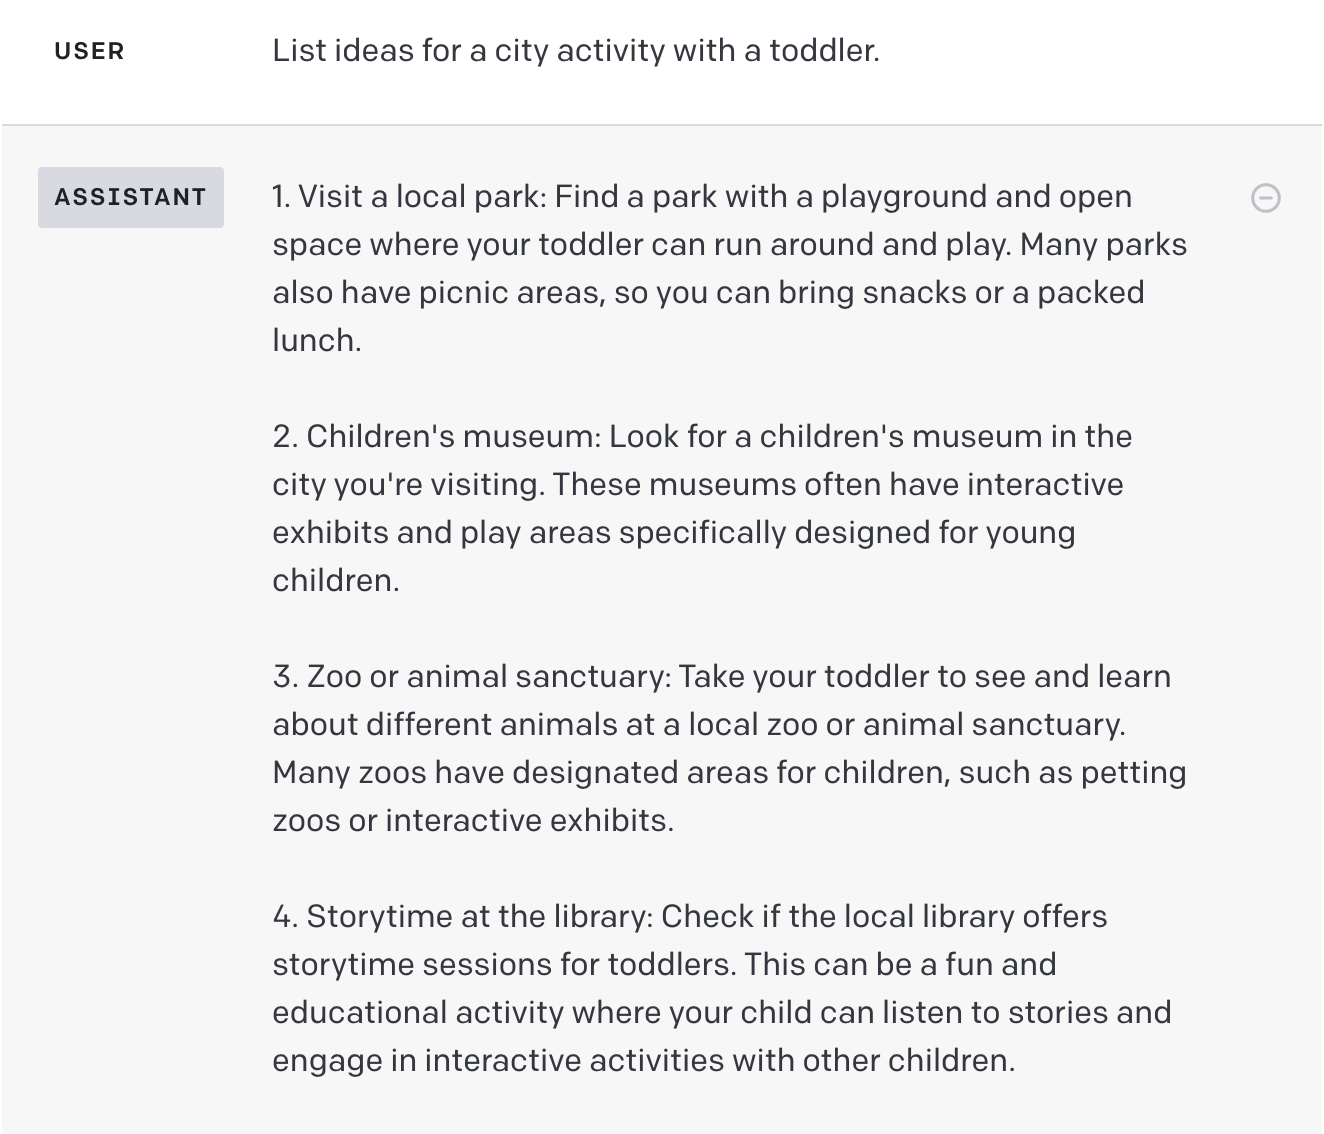 USER
List ideas for a city activity with a toddler.
ASSISTANT
1. Visit a local park: Find a park with a playground and open
space where your toddler can run around and play. Many parks
also have picnic areas, so you can bring snacks or a packed
lunch.
2. Children's museum: Look for a children's museum in the
city you're visiting. These museums often have interactive
exhibits and play areas specifically designed for young
children.
3. Zoo or animal sanctuary: Take your toddler to see and learn
about different animals at a local zoo or animal sanctuary.
Many zoos have designated areas for children, such as petting
zoos or interactive exhibits.
4. Storytime at the library: Check if the local library offers
storytime sessions for toddlers. This can be a fun and
educational activity where your child can listen to stories and
engage in interactive activities with other children.